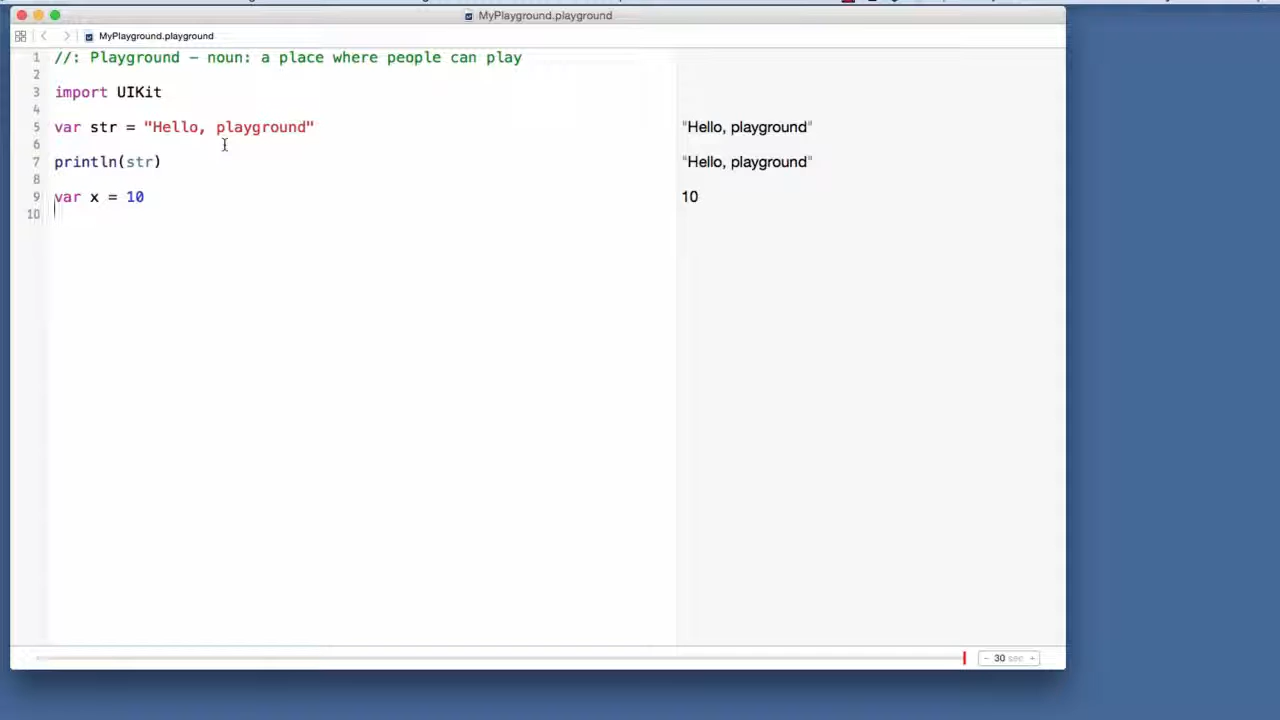 MyPlayground.playground
MyPlayground.playground
1 //: Playground - noun: a place where people can play
2
3 import UIKit
4
5 var str = "Hello, playground" "Hello, playground"
6
7 println(str) "Hello, playground"
8
9 var x = 10 10
10
- 30 sec +